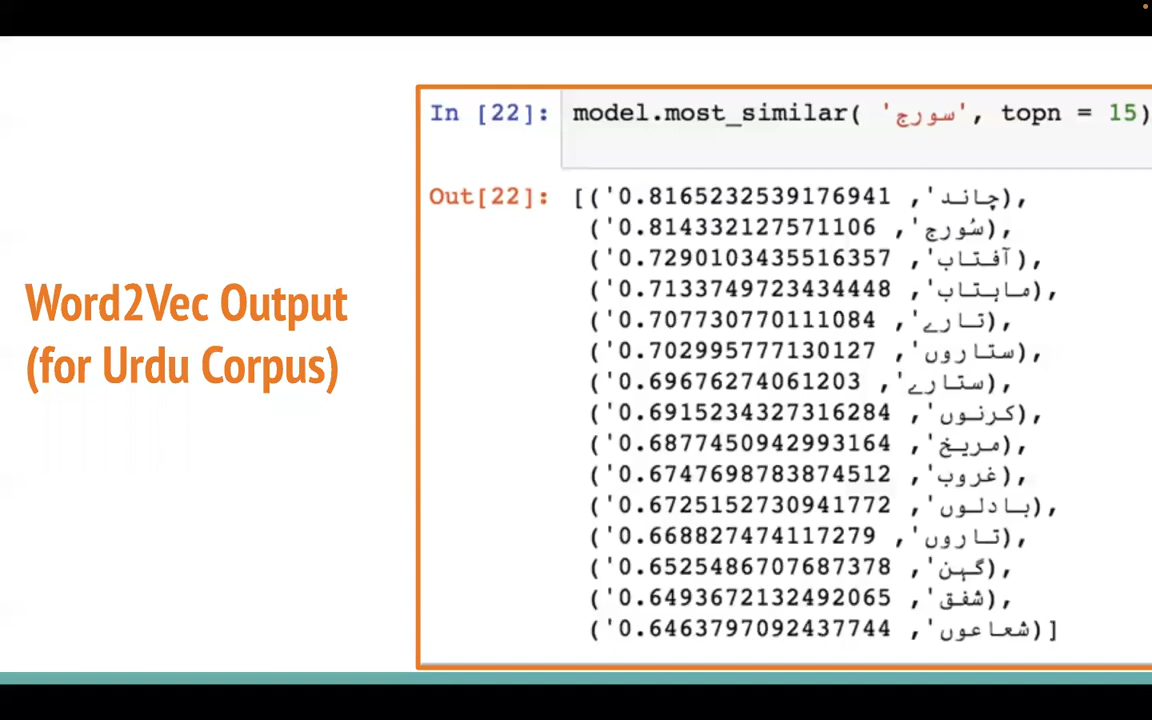 In [22]: model.most_similar( 'سورج', topn = 15)
Out[22]: [('چاند', 0.8165232539176941),
('سُورج', 0.814332127571106),
('آفتاب', 0.7290103435516357),
('ماہتاب', 0.7133749723434448),
('تارے', 0.707730770111084),
('ستاروں', 0.702995777130127),
('ستارے', 0.69676274061203),
('کرنوں', 0.6915234327316284),
('مریخ', 0.6877450942993164),
('غروب', 0.6747698783874512),
('بادلوں', 0.6725152730941772),
('تاروں', 0.668827474117279),
('گہن', 0.6525486707687378),
('شفق', 0.6493672132492065),
('شعاعوں', 0.6463797092437744)]
Word2Vec Output
(for Urdu Corpus)